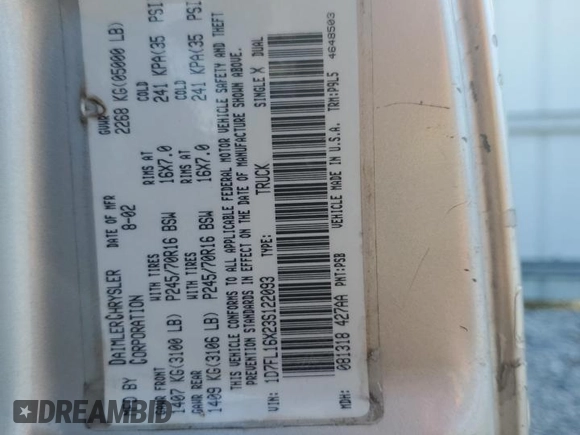 MFD BY DAIMLERCHRYSLER CORPORATION DATE OF MFR 8-02 GVWR 2268 KG(05000 LB)
GAWR FRONT WITH TIRES RIMS AT COLD
1407 KG(3100 LB) P245/70R16 BSW 16X7.0 241 KPA(35 PSI
GAWR REAR WITH TIRES RIMS AT COLD
1409 KG(3106 LB) P245/70R16 BSW 16X7.0 241 KPA(35 PSI
THIS VEHICLE CONFORMS TO ALL APPLICABLE FEDERAL MOTOR VEHICLE SAFETY AND THEFT
PREVENTION STANDARDS IN EFFECT ON THE DATE OF MANUFACTURE SHOWN ABOVE.
VIN: 1D7FL16X23S122093 TYPE: TRUCK SINGLE X DUAL
MDH: 081318 427AA PNT:PSB VEHICLE MADE IN U.S.A. TRM:P9L5 4648503
DREAMBID